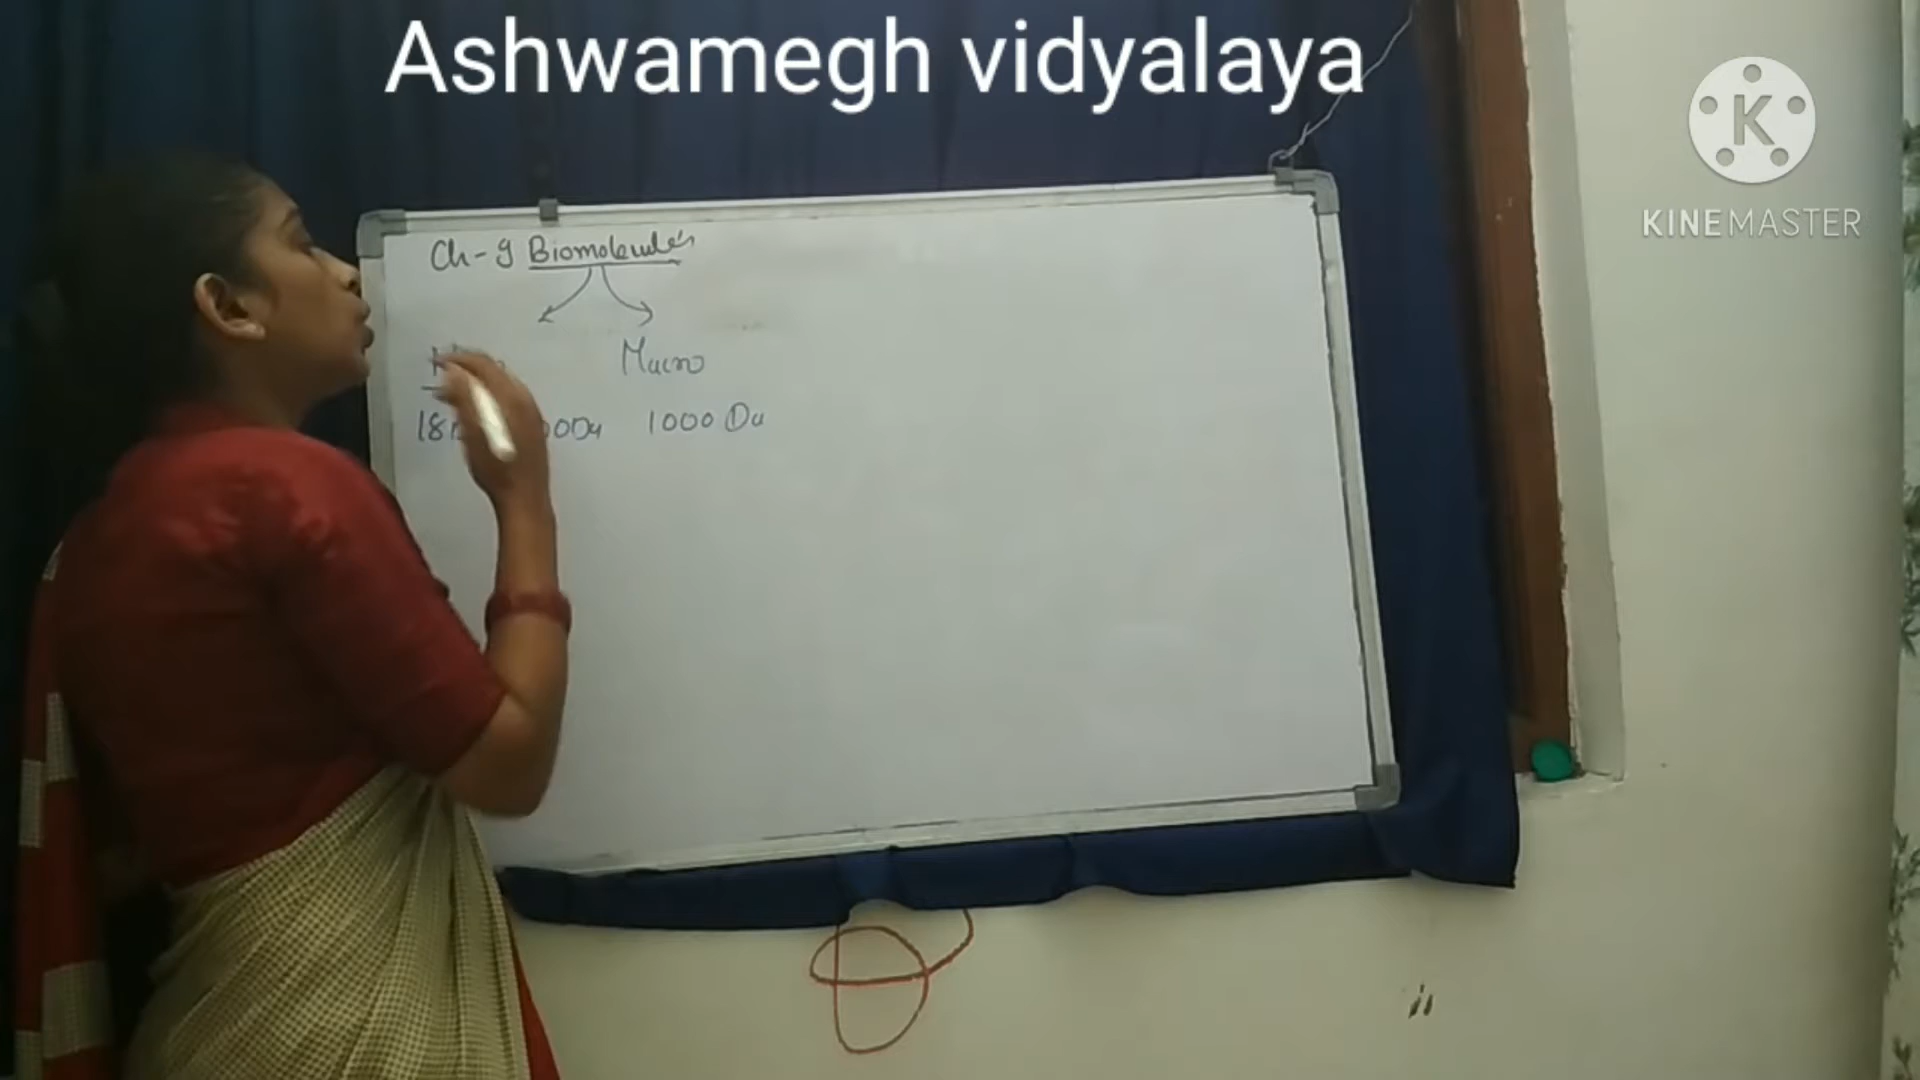 Ashwamegh vidyalaya
K
KINEMASTER
Ch-9 Biomolecules
Macro
1000 Da